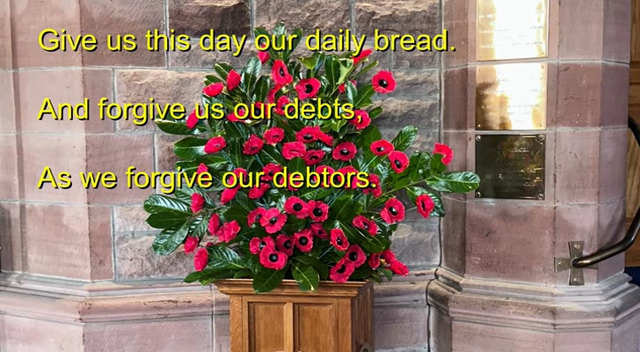 Give us this day our daily bread.
And forgive us our debts,
As we forgive our debtors.